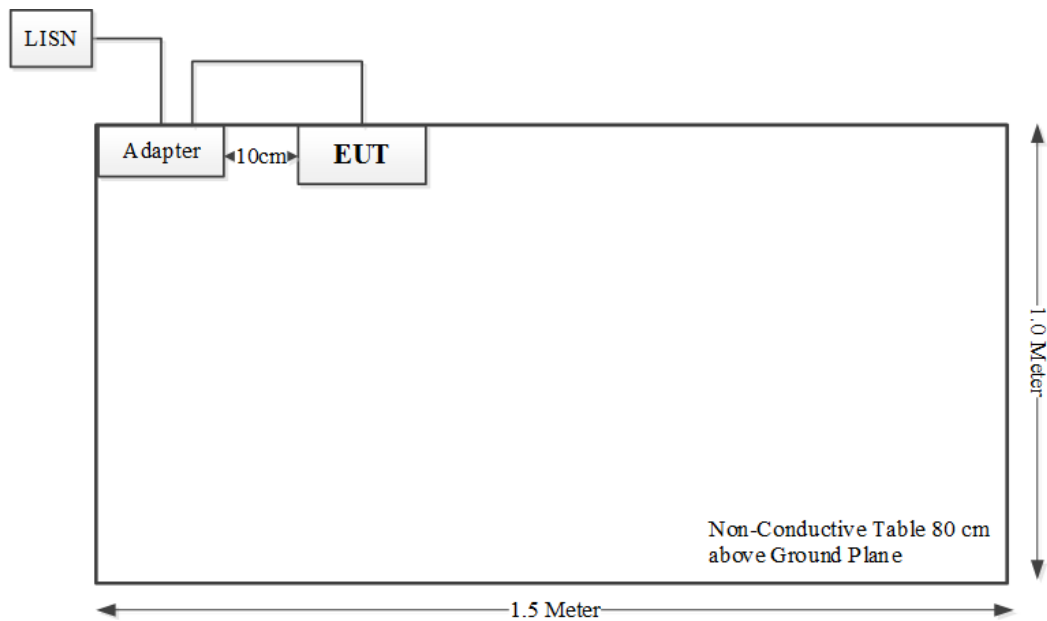 LISN
Adapter
10cm
EUT
1.0 Meter
Non-Conductive Table 80 cm
above Ground Plane
1.5 Meter